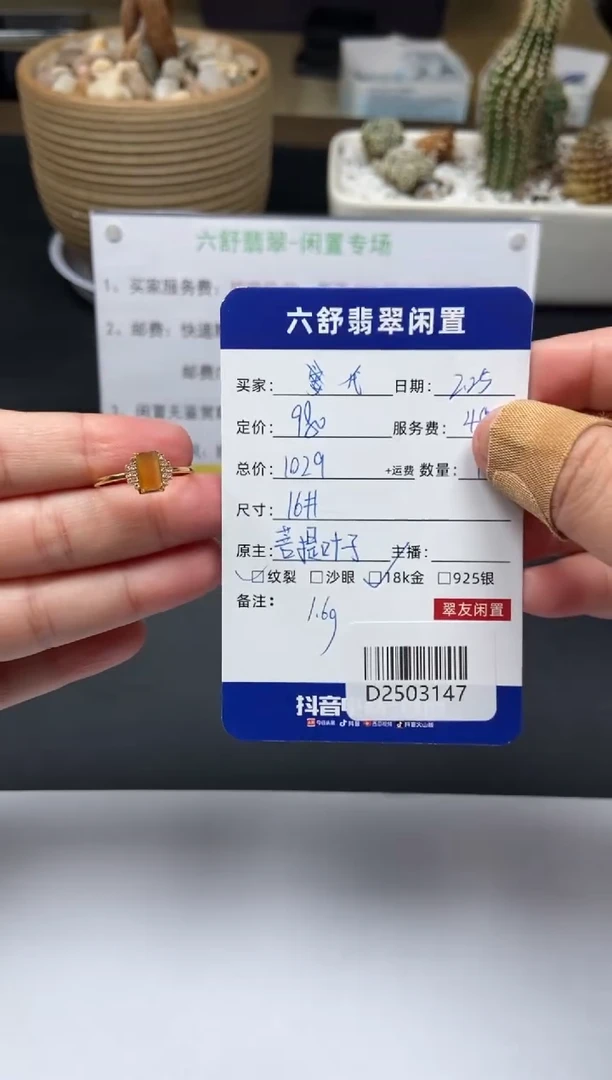 六舒翡翠-闲置专场
1、买家服务费:
2、邮费:快递
邮费
六舒翡翠闲置
买家: 日期: 2.25
定价: 980 服务费:
总价: 1029 +运费 数量:
尺寸: 16#
原主: 菩提叶子 主播:
纹裂 沙眼 18k金 925银
备注: 1.6g
翠友闲置
D2503147
抖音